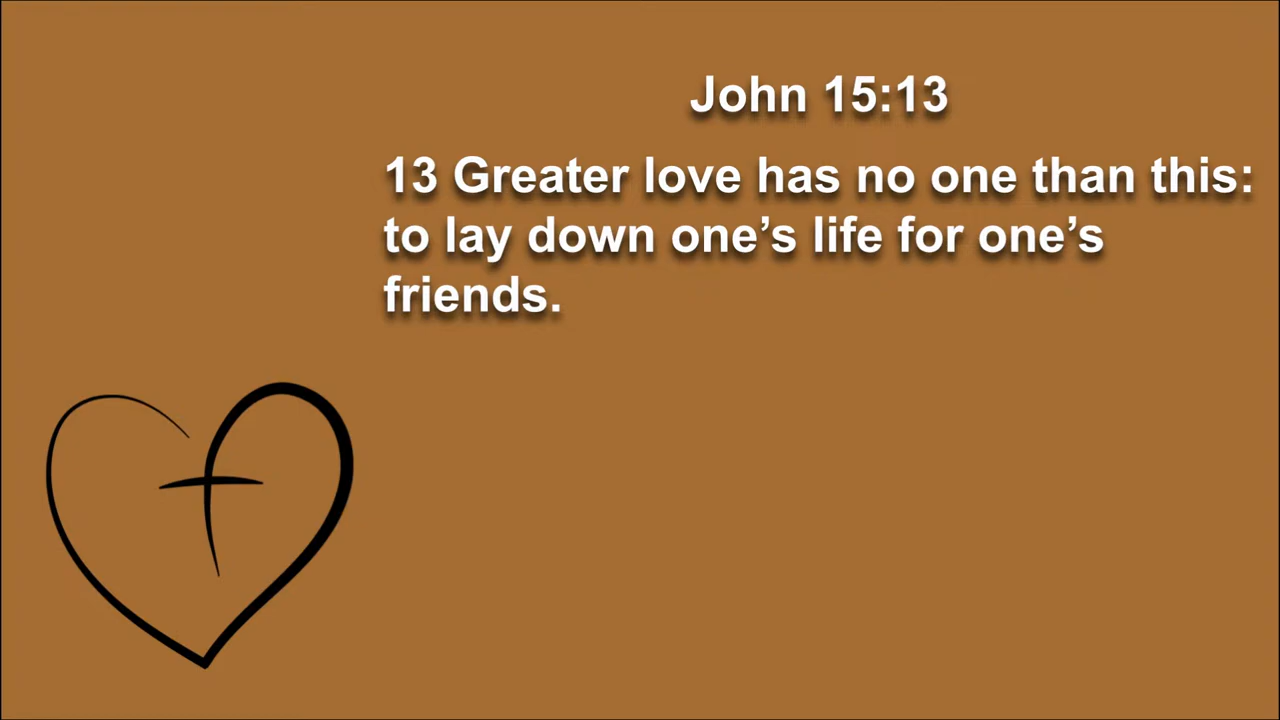 John 15:13
13 Greater love has no one than this:
to lay down one’s life for one’s
friends.